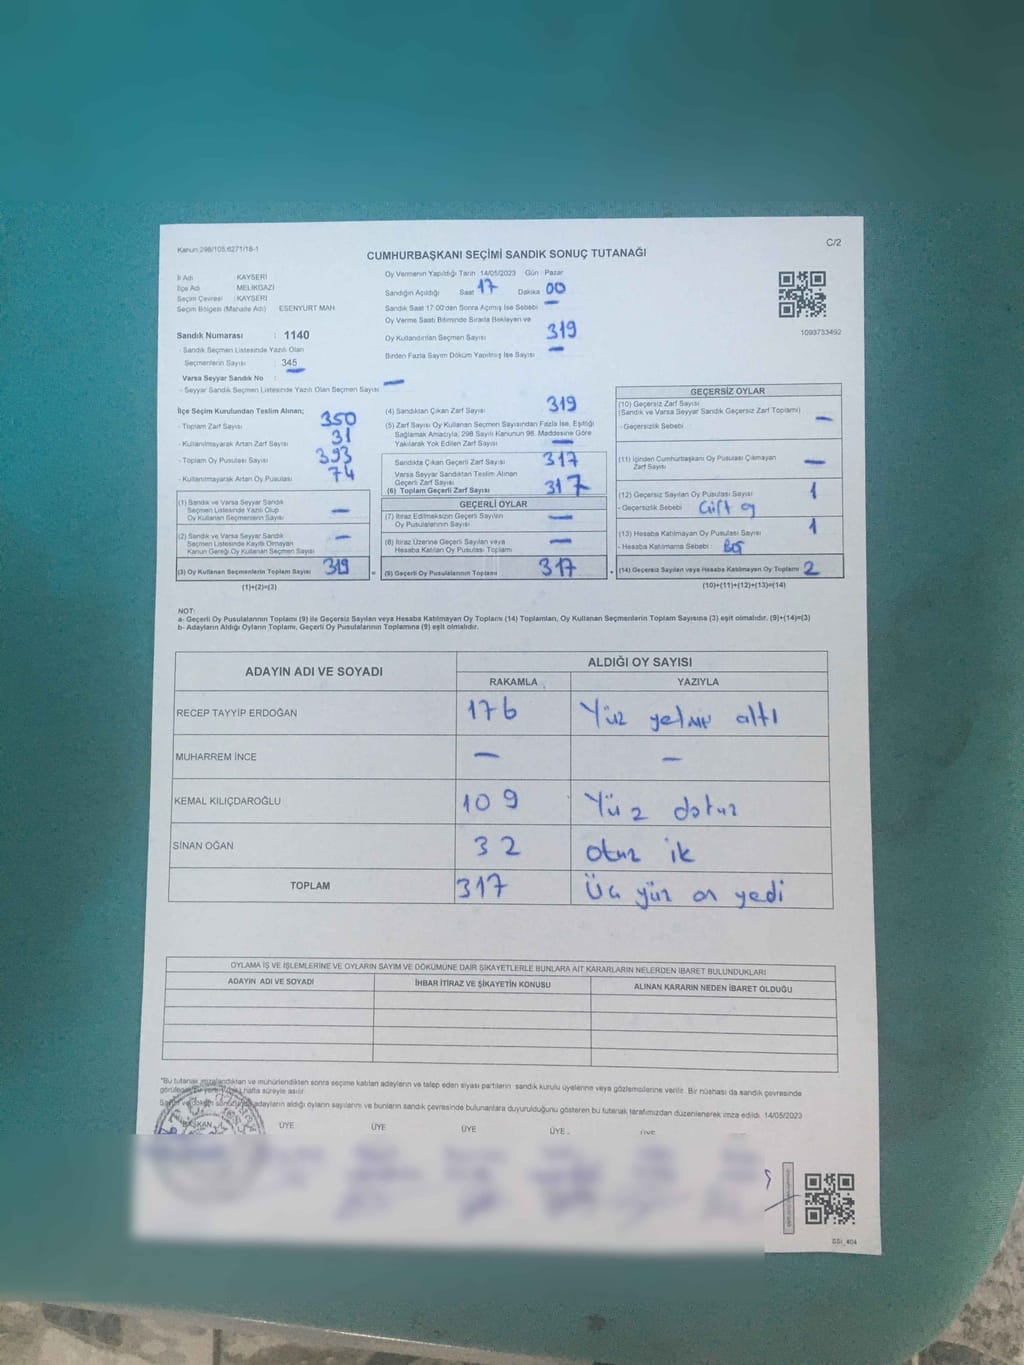 Kanun:298/105;6271/18-1
C/2
CUMHURBAŞKANI SEÇİMİ SANDIK SONUÇ TUTANAĞI
İl Adı KAYSERİ
İlçe Adı MELİKGAZİ
Seçim Çevresi :KAYSERİ
Seçim Bölgesi (Mahalle Adı) ESENYURT MAH
Sandık Numarası : 1140
- Sandık Seçmen Listesinde Yazılı Olan
Seçmenlerin Sayısı : 345
Varsa Seyyar Sandık No : —
- Seyyar Sandık Seçmen Listesinde Yazılı Olan Seçmen Sayısı
Oy Vermenin Yapıldığı Tarih :14/05/2023 Gün : Pazar
Sandığın Açıldığı Saat 17 Dakika 00
Sandık Saat 17:00'dan Sonra Açılmış İse Sebebi —
Oy Verme Saati Bitiminde Sırada Bekleyen ve
Oy Kullandırılan Seçmen Sayısı 319
Birden Fazla Sayım Döküm Yapılmış İse Sayısı —
1093733492
İlçe Seçim Kurulundan Teslim Alınan;
- Toplam Zarf Sayısı 350
- Kullanılmayarak Artan Zarf Sayısı 31
- Toplam Oy Pusulası Sayısı 393
- Kullanılmayarak Artan Oy Pusulası 74
(1) Sandık ve Varsa Seyyar Sandık
Seçmen Listesinde Yazılı Olup
Oy Kullanan Seçmenlerin Sayısı —
(2) Sandık ve Varsa Seyyar Sandık
Seçmen Listesinde Kayıtlı Olmayan
Kanun Gereği Oy Kullanan Seçmen Sayısı —
(3) Oy Kullanan Seçmenlerin Toplam Sayısı 319
(1)+(2)=(3)
(4) Sandıktan Çıkan Zarf Sayısı 319
(5) Zarf Sayısı Oy Kullanan Seçmen Sayısından Fazla İse, Eşitliği
Sağlamak Amacıyla, 298 Sayılı Kanunun 98. Maddesine Göre
Yakılarak Yok Edilen Zarf Sayısı —
Sandıkta Çıkan Geçerli Zarf Sayısı 317
Varsa Seyyar Sandıktan Teslim Alınan
Geçerli Zarf Sayısı
(6) Toplam Geçerli Zarf Sayısı 317
GEÇERLİ OYLAR
(7) İtiraz Edilmeksizin Geçerli Sayılan
Oy Pusulalarının Sayısı —
(8) İtiraz Üzerine Geçerli Sayılan veya
Hesaba Katılan Oy Pusulası Toplamı —
= (9) Geçerli Oy Pusulalarının Toplamı 317
GEÇERSİZ OYLAR
(10) Geçersiz Zarf Sayısı
(Sandık ve Varsa Seyyar Sandık Geçersiz Zarf Toplamı) —
- Geçersizlik Sebebi :
(11) İçinden Cumhurbaşkanı Oy Pusulası Çıkmayan
Zarf Sayısı —
(12) Geçersiz Sayılan Oy Pusulası Sayısı 1
- Geçersizlik Sebebi : Çift oy
(13) Hesaba Katılmayan Oy Pusulası Sayısı 1
- Hesaba Katılmama Sebebi :
+ (14) Geçersiz Sayılan veya Hesaba Katılmayan Oy Toplamı 2
(10)+(11)+(12)+(13)=(14)
NOT:
a- Geçerli Oy Pusulalarının Toplamı (9) ile Geçersiz Sayılan veya Hesaba Katılmayan Oy Toplamı (14) Toplamları, Oy Kullanan Seçmenlerin Toplam Sayısına (3) eşit olmalıdır. (9)+(14)=(3)
b- Adayların Aldığı Oyların Toplamı, Geçerli Oy Pusulalarının Toplamına (9) eşit olmalıdır.
ADAYIN ADI VE SOYADI ALDIĞI OY SAYISI
RAKAMLA YAZIYLA
RECEP TAYYİP ERDOĞAN 176 Yüz yetmiş altı
MUHARREM İNCE — —
KEMAL KILIÇDAROĞLU 109 Yüz dokuz
SİNAN OĞAN 32 otuz ik
TOPLAM 317 Üç yüz on yedi
OYLAMA İŞ VE İŞLEMLERİNE VE OYLARIN SAYIM VE DÖKÜMÜNE DAİR ŞİKAYETLERLE BUNLARA AİT KARARLARIN NELERDEN İBARET BULUNDUKLARI
ADAYIN ADI VE SOYADI İHBAR İTİRAZ VE ŞİKAYETİN KONUSU ALINAN KARARIN NEDEN İBARET OLDUĞU
"Bu tutanak imzalandıktan ve mühürlendikten sonra seçime katılan adayların ve talep eden siyasi partilerin sandık kurulu üyelerine veya gözlemcilerine verilir. Bir nüshası da sandık çevresinde
hafta süreyle asılır.
adayların aldığı oyların sayılarını ve bunların sandık çevresinde bulunanlara duyurulduğunu gösteren bu tutanak tarafımızdan düzenlenerek imza edildi. 14/05/2023
BAŞKAN ÜYE ÜYE ÜYE ÜYE ÜYE
SSI_404